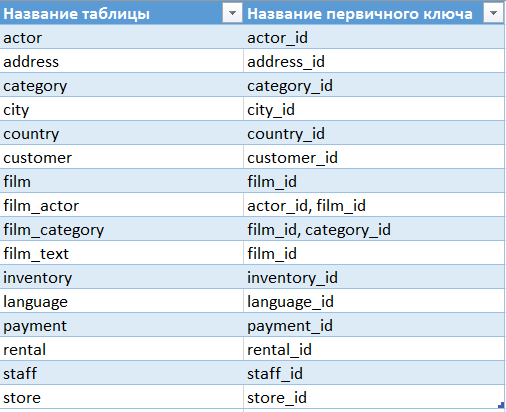 Название таблицы Название первичного ключа
actor actor_id
address address_id
category category_id
city city_id
country country_id
customer customer_id
film film_id
film_actor actor_id, film_id
film_category film_id, category_id
film_text film_id
inventory inventory_id
language language_id
payment payment_id
rental rental_id
staff staff_id
store store_id